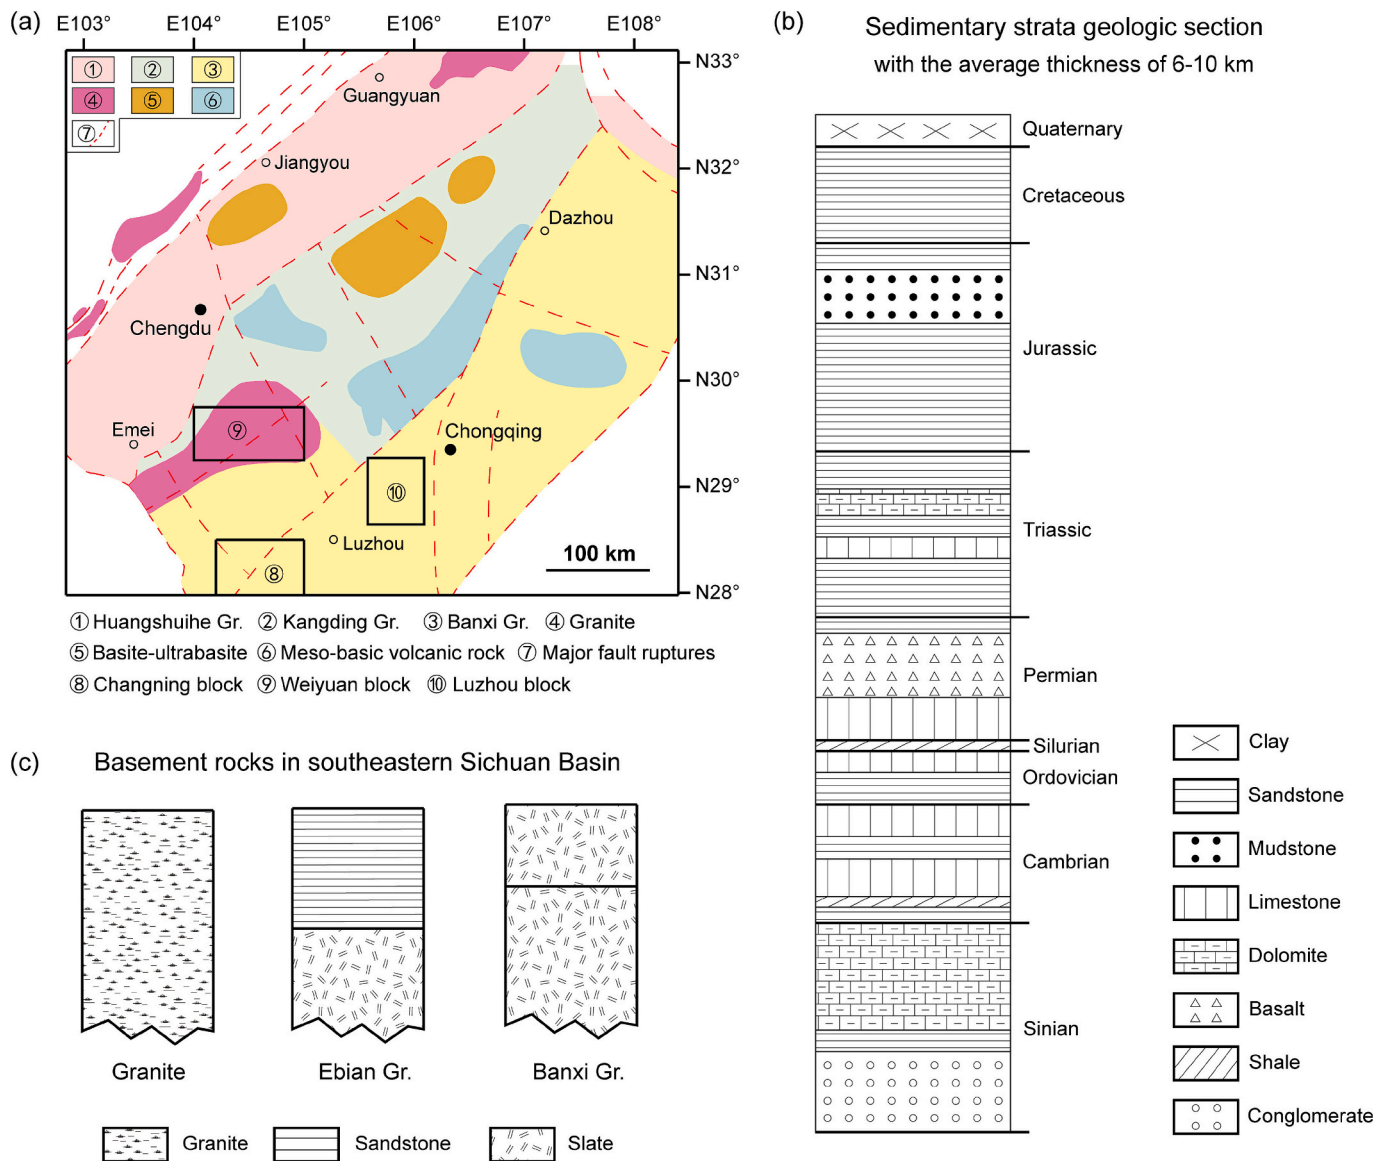 (a)
E103° E104° E105° E106° E107° E108°
① ② ③
④ ⑤ ⑥
⑦
N33°
N32°
N31°
N30°
N29°
N28°
Guangyuan
Jiangyou
Dazhou
Chengdu
Emei
⑨
Chongqing
⑩
Luzhou
⑧
100 km
① Huangshuihe Gr. ② Kangding Gr. ③ Banxi Gr. ④ Granite
⑤ Basite-ultrabasite ⑥ Meso-basic volcanic rock ⑦ Major fault ruptures
⑧ Changning block ⑨ Weiyuan block ⑩ Luzhou block
(b)
Sedimentary strata geologic section
with the average thickness of 6-10 km
Quaternary
Cretaceous
Jurassic
Triassic
Permian
Silurian
Ordovician
Cambrian
Sinian
Clay
Sandstone
Mudstone
Limestone
Dolomite
Basalt
Shale
Conglomerate
(c)
Basement rocks in southeastern Sichuan Basin
Granite Ebian Gr. Banxi Gr.
Granite Sandstone Slate